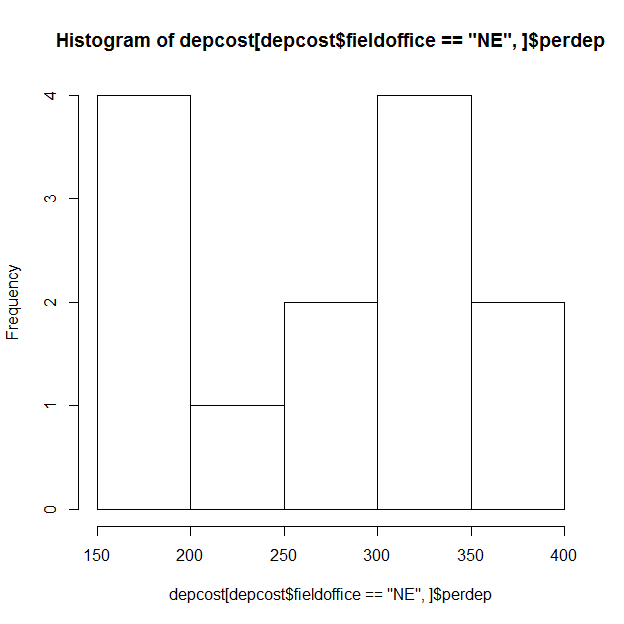 Histogram of depcost[depcost$fieldoffice == "NE", ]$perdep
4
3
2
1
0
Frequency
150 200 250 300 350 400
depcost[depcost$fieldoffice == "NE", ]$perdep